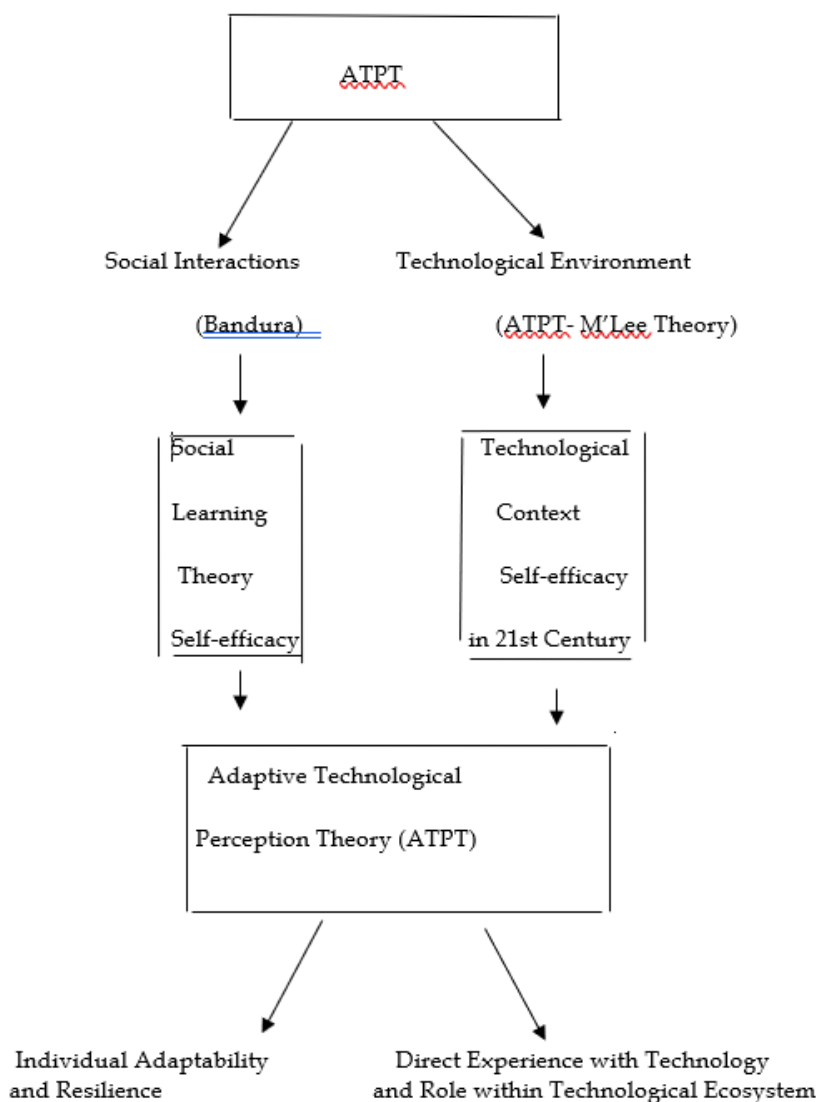 ATPT
Social Interactions
Technological Environment
(Bandura)
(ATPT- M'Lee Theory)
Social
Learning
Theory
Self-efficacy
Technological
Context
Self-efficacy
in 21st Century
Adaptive Technological
Perception Theory (ATPT)
Individual Adaptability
and Resilience
Direct Experience with Technology
and Role within Technological Ecosystem